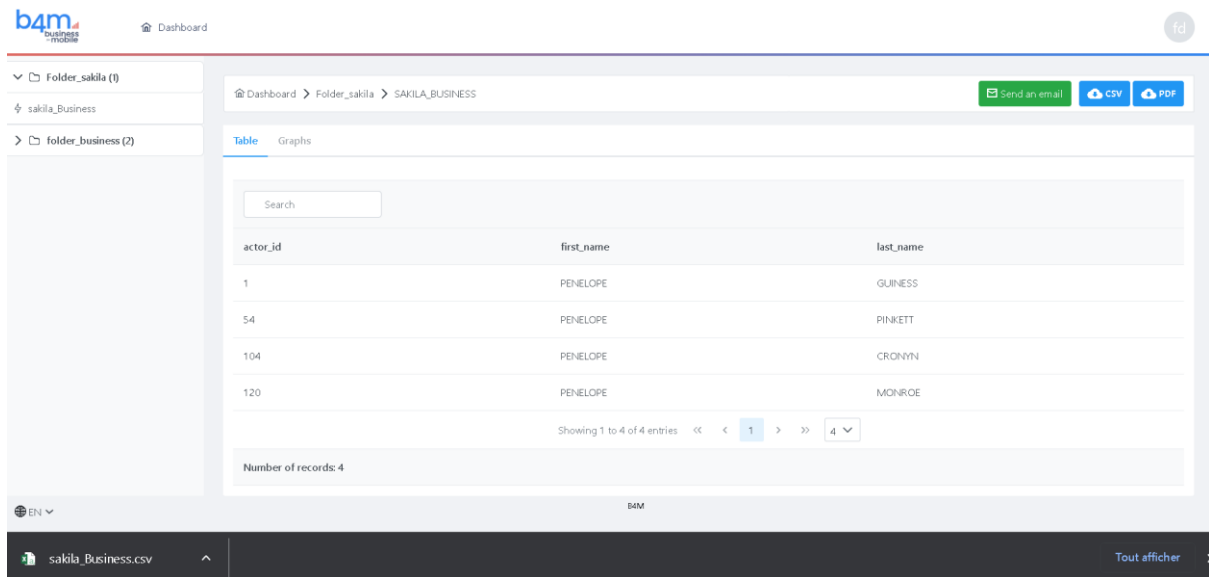 b4m
business
-mobile
Dashboard
fd
Folder_sakila (1)
sakila_Business
folder_business (2)
Dashboard > Folder_sakila > SAKILA_BUSINESS
Send an email
CSV
PDF
Table Graphs
Search
actor_id first_name last_name
1 PENELOPE GUINESS
54 PENELOPE PINKETT
104 PENELOPE CRONYN
120 PENELOPE MONROE
Showing 1 to 4 of 4 entries << < 1 > >> 4
Number of records: 4
EN
B4M
sakila_Business.csv
Tout afficher